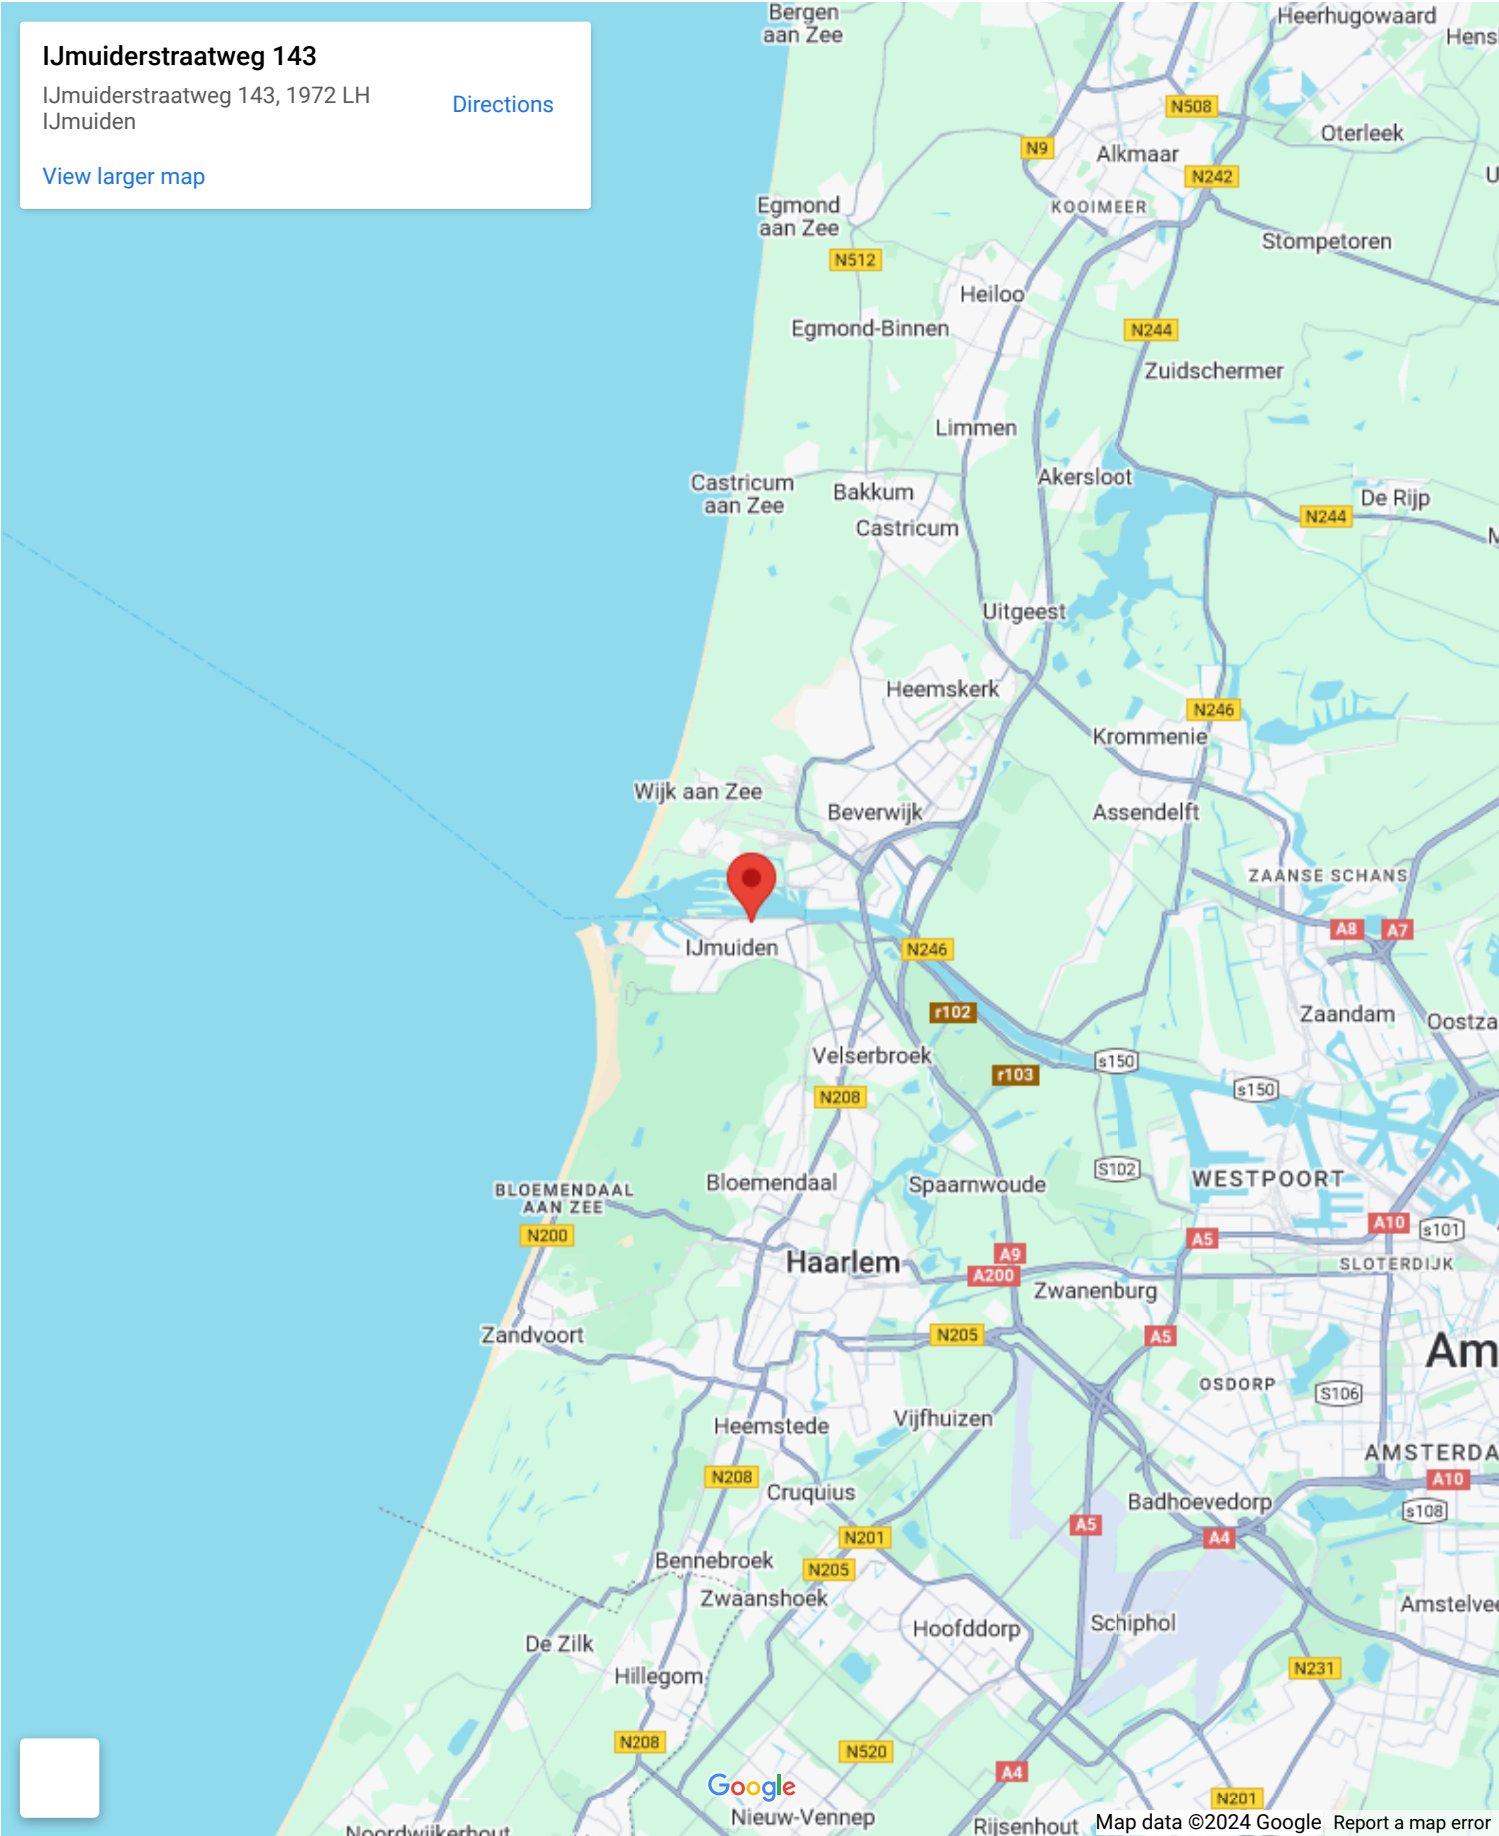 IJmuiderstraatweg 143
IJmuiderstraatweg 143, 1972 LH
IJmuiden
Directions
View larger map
Bergen
aan Zee
Heerhugowaard
Hens
N508
Oterleek
N9
Alkmaar
N242
U
Egmond
aan Zee
KOOIMEER
Stompetoren
N512
Heiloo
Egmond-Binnen
N244
Zuidschermer
Limmen
Akersloot
Castricum
aan Zee
Bakkum
De Rijp
N244
Castricum
Uitgeest
Heemskerk
N246
Krommenie
Wijk aan Zee
Beverwijk
Assendelft
ZAANSE SCHANS
A8
A7
IJmuiden
N246
r102
Zaandam
Oostza
Velserbroek
s150
r103
s150
N208
S102
Bloemendaal
Spaarnwoude
WESTPOORT
BLOEMENDAAL
AAN ZEE
N200
A10
s101
A5
Haarlem
A9
A200
SLOTERDIJK
Zwanenburg
Zandvoort
N205
A5
Am
OSDORP
S106
Heemstede
Vijfhuizen
AMSTERDA
N208
A10
Cruquius
Badhoevedorp
s108
A5
A4
N201
Bennebroek
N205
Zwaanshoek
Amstelvee
Hoofddorp
Schiphol
De Zilk
Hillegom
N231
N208
N520
A4
Google
N201
Nieuw-Vennep
Rijsenhout
Noordwijkerhout
Map data ©2024 Google
Report a map error